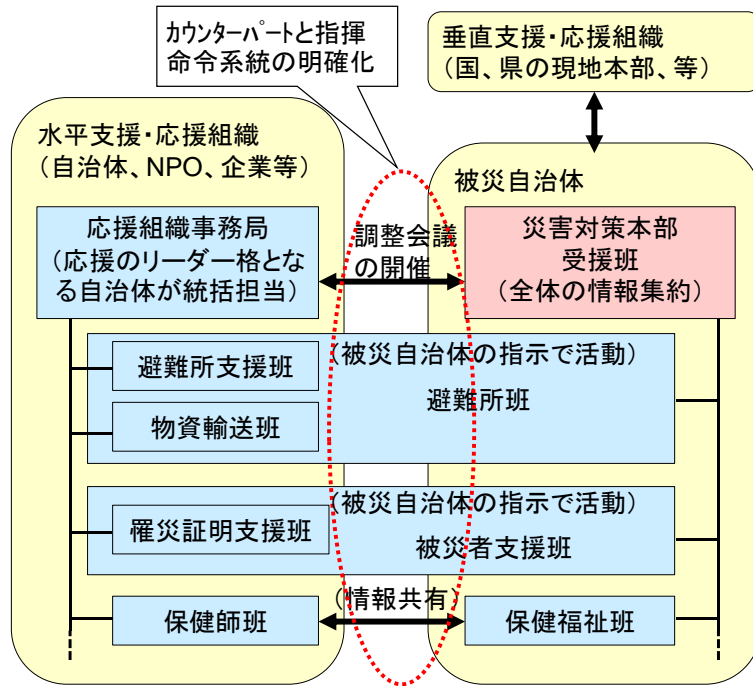 カウンターパートと指揮
命令系統の明確化
垂直支援・応援組織
（国、県の現地本部、等）
水平支援・応援組織
（自治体、NPO、企業等）
被災自治体
応援組織事務局
（応援のリーダー格とな
る自治体が統括担当）
調整会議
の開催
災害対策本部
受援班
（全体の情報集約）
避難所支援班
（被災自治体の指示で活動）
避難所班
物資輸送班
（被災自治体の指示で活動）
罹災証明支援班
被災者支援班
（情報共有）
保健師班
保健福祉班